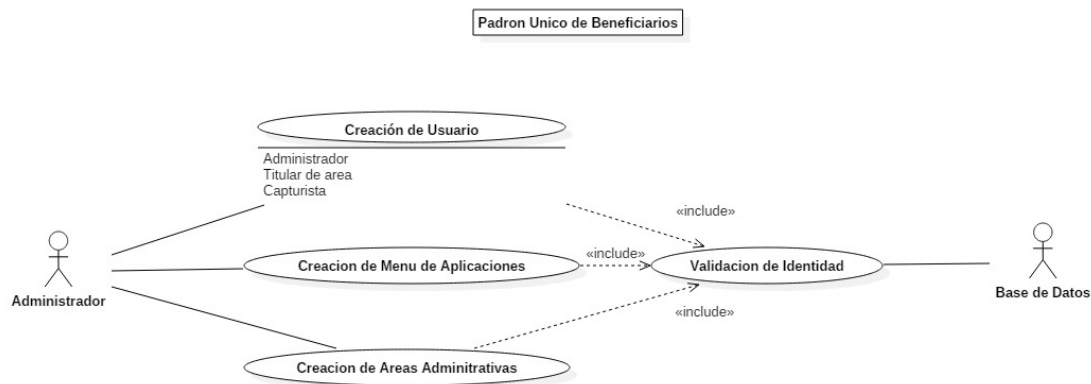 Padron Unico de Beneficiarios
Creación de Usuario
Administrador
Titular de area
Capturista
«include»
«include»
Creacion de Menu de Aplicaciones
Validacion de Identidad
Administrador
Base de Datos
«include»
Creacion de Areas Adminitrativas